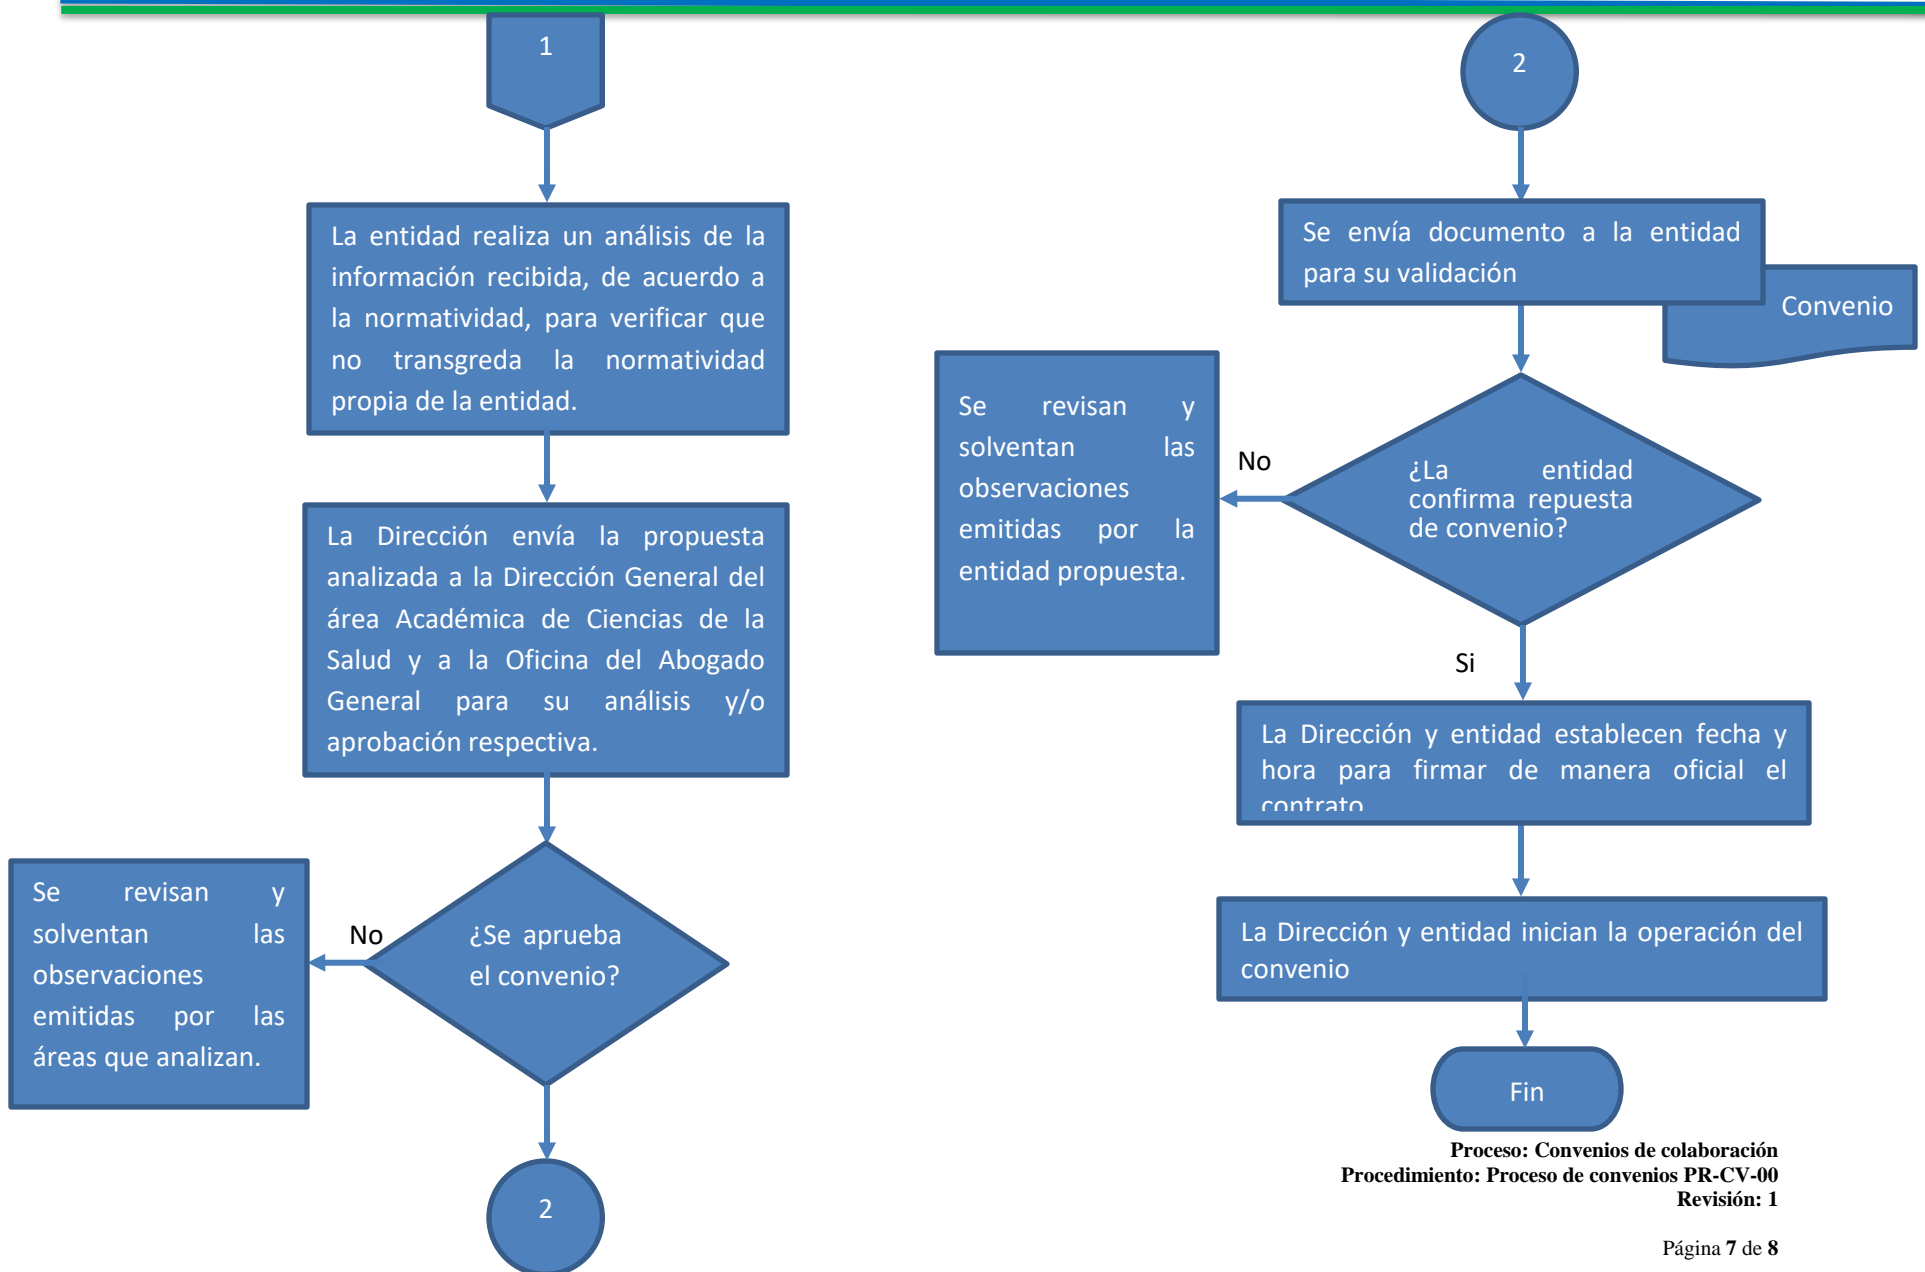 1
La entidad realiza un análisis de la
información recibida, de acuerdo a
la normatividad, para verificar que
no transgreda la normatividad
propia de la entidad.
La Dirección envía la propuesta
analizada a la Dirección General del
área Académica de Ciencias de la
Salud y a la Oficina del Abogado
General para su análisis y/o
aprobación respectiva.
¿Se aprueba
el convenio?
No
Se revisan y
solventan las
observaciones
emitidas por las
áreas que analizan.
2
2
Se envía documento a la entidad
para su validación
Convenio
¿La entidad
confirma repuesta
de convenio?
No
Se revisan y
solventan las
observaciones
emitidas por la
entidad propuesta.
Si
La Dirección y entidad establecen fecha y
hora para firmar de manera oficial el
contrato
La Dirección y entidad inician la operación del
convenio
Fin
Proceso: Convenios de colaboración
Procedimiento: Proceso de convenios PR-CV-00
Revisión: 1
Página 7 de 8